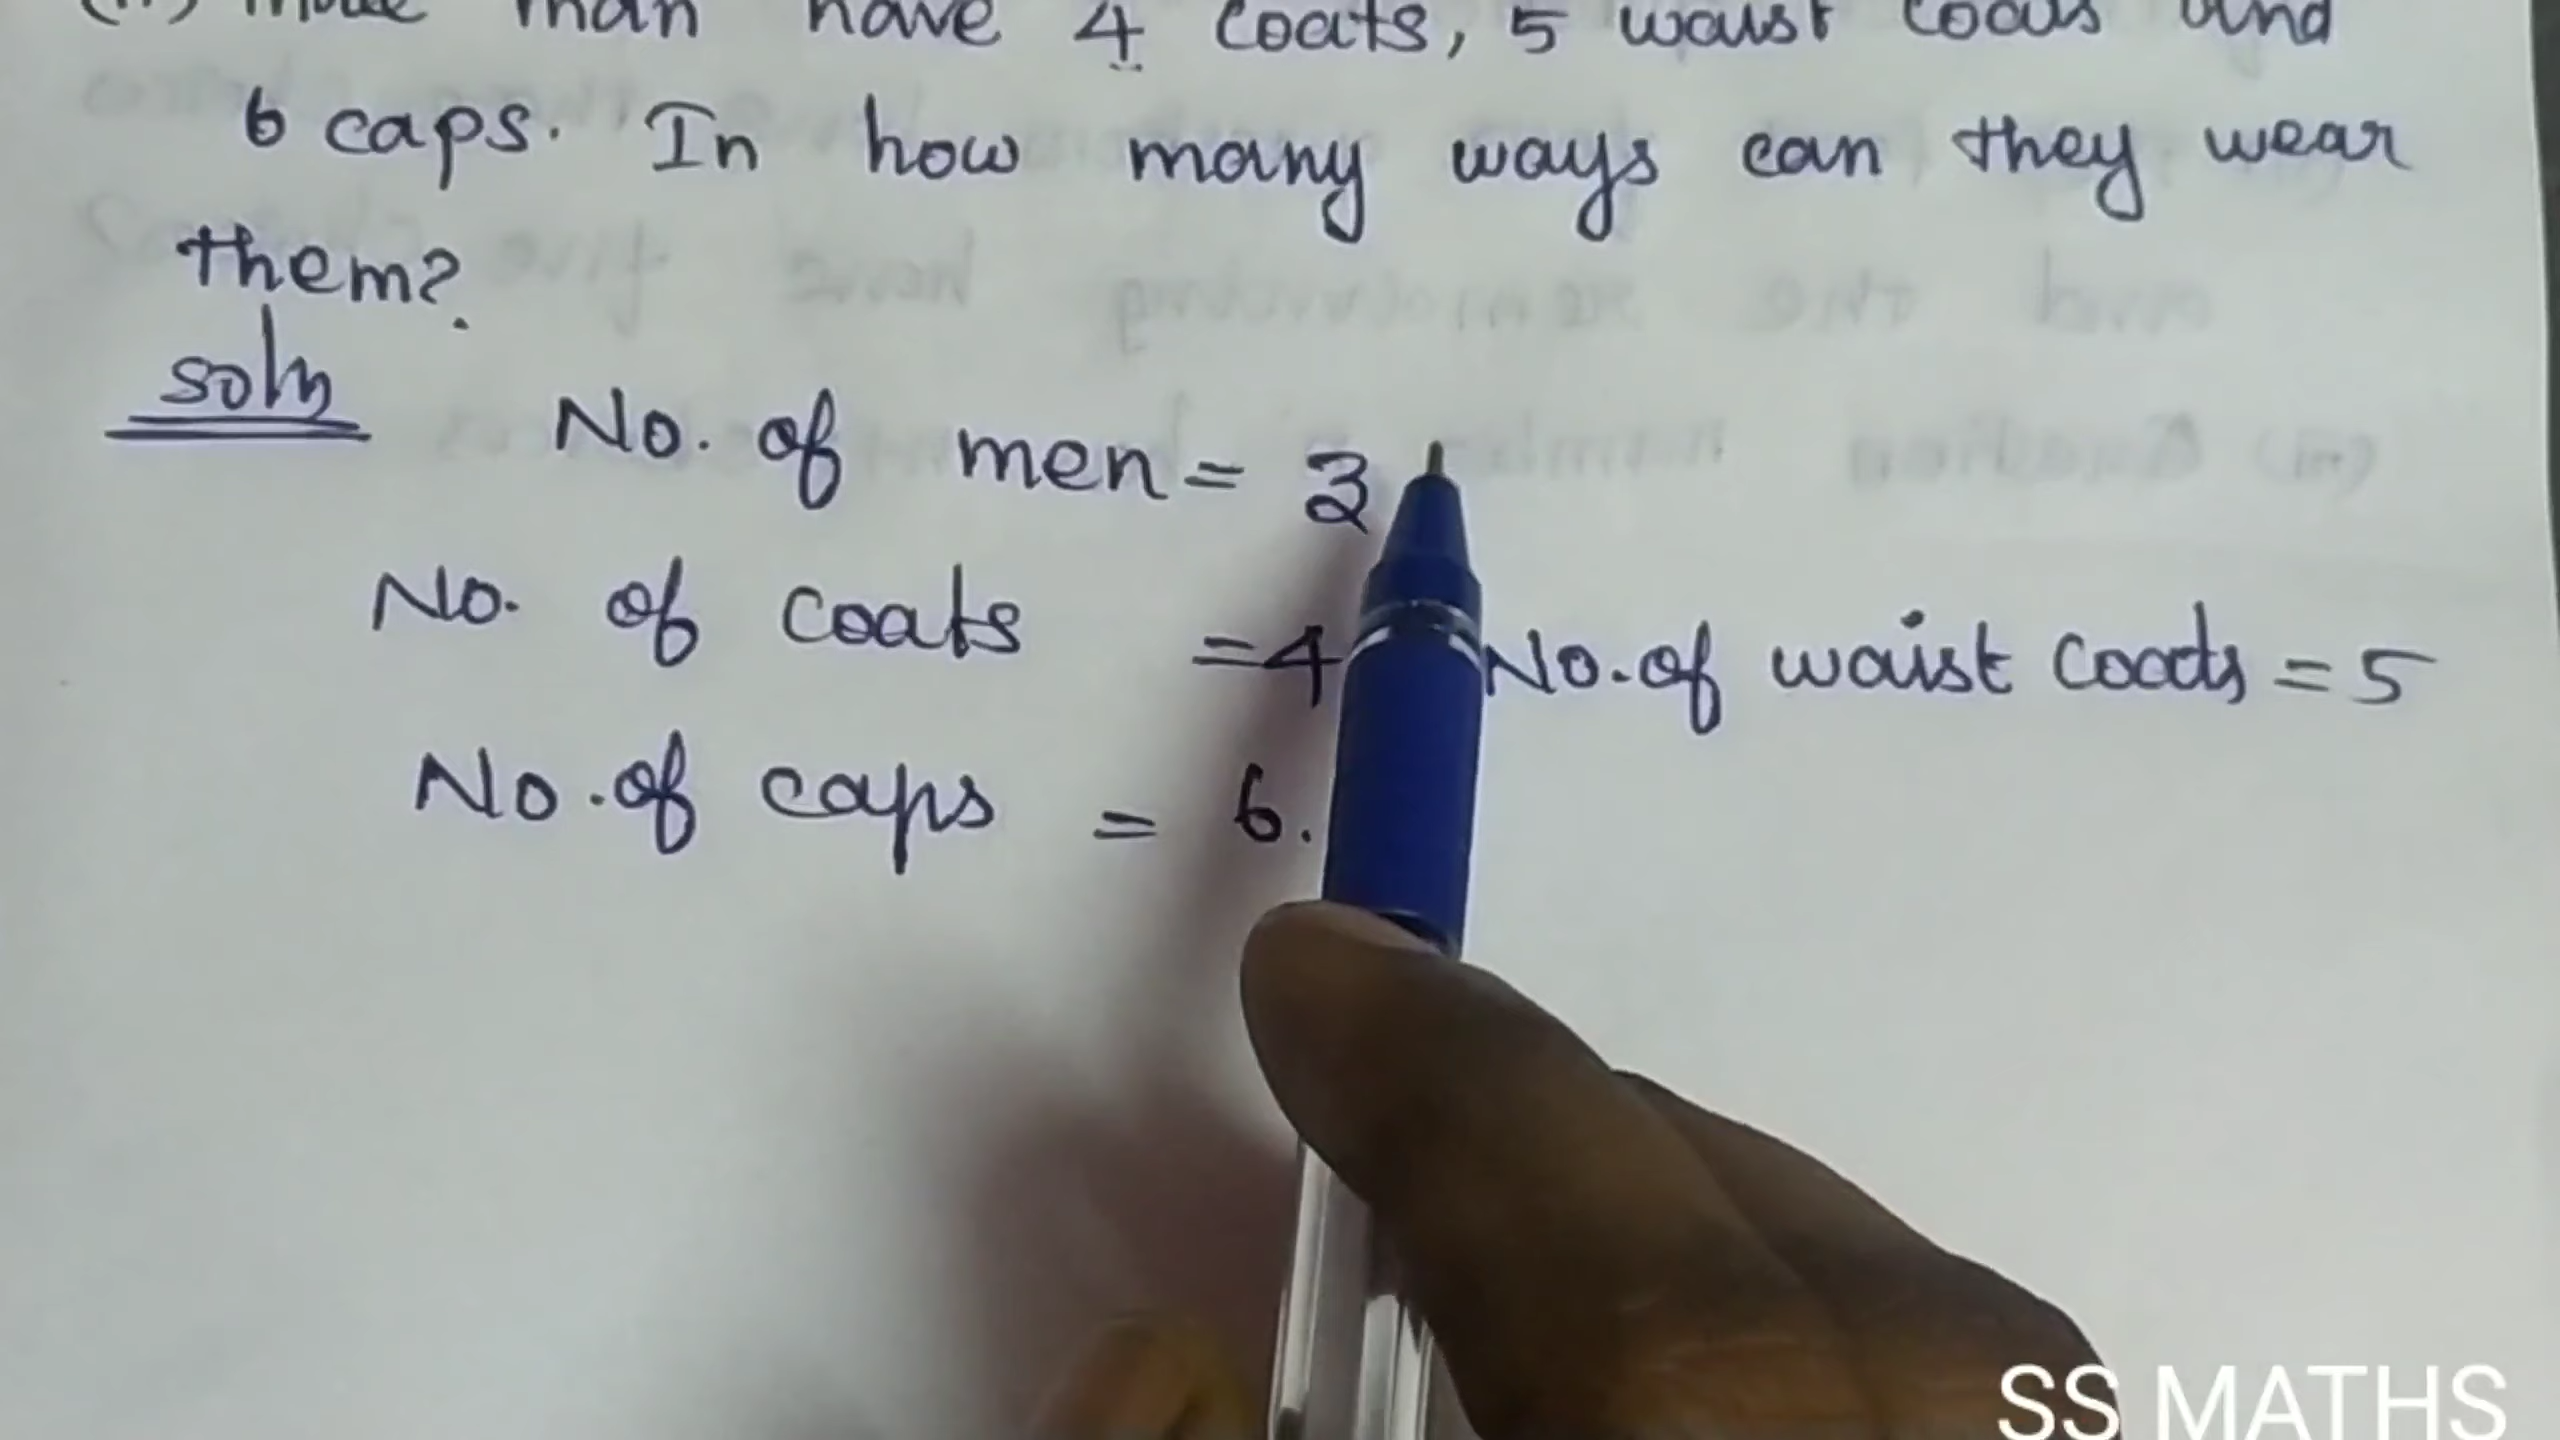 man have 4 coats, 5 waist coats and
6 caps. In how many ways can they wear
them?
soln No. of men = 3
No. of coats = 4 No. of waist coats = 5
No. of caps = 6.
SS MATHS